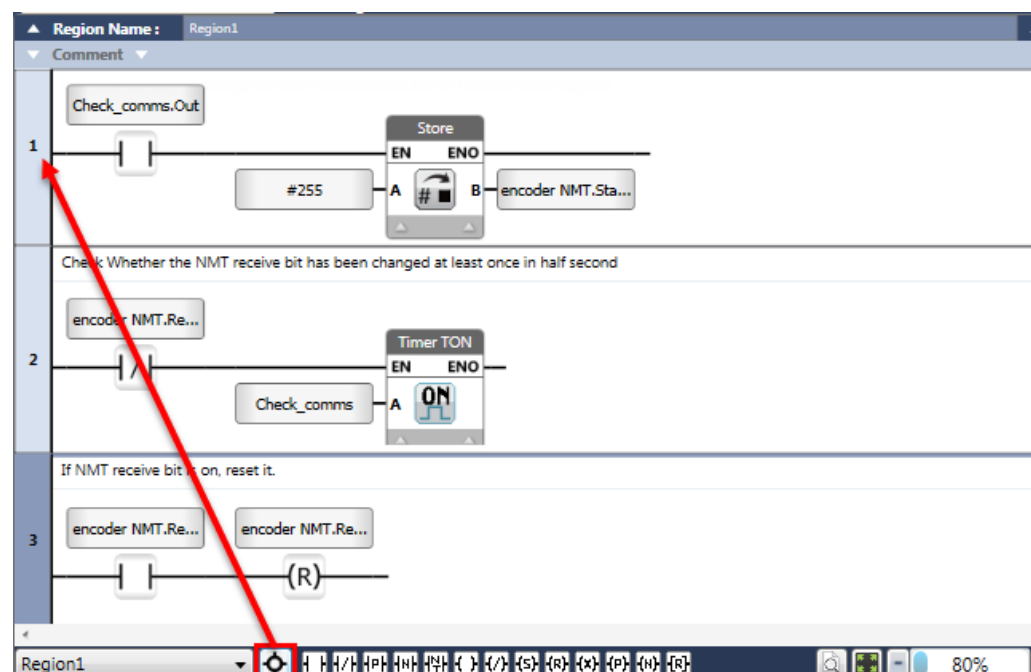 Region Name : Region1
Comment
Check_comms.Out
1
Store
EN ENO
#255 A # B encoder NMT.Sta...
Check Whether the NMT receive bit has been changed at least once in half second
encoder NMT.Re...
2
Timer TON
EN ENO
Check_comms A ON
If NMT receive bit is on, reset it.
encoder NMT.Re... encoder NMT.Re...
3
(R)
Region1 80%